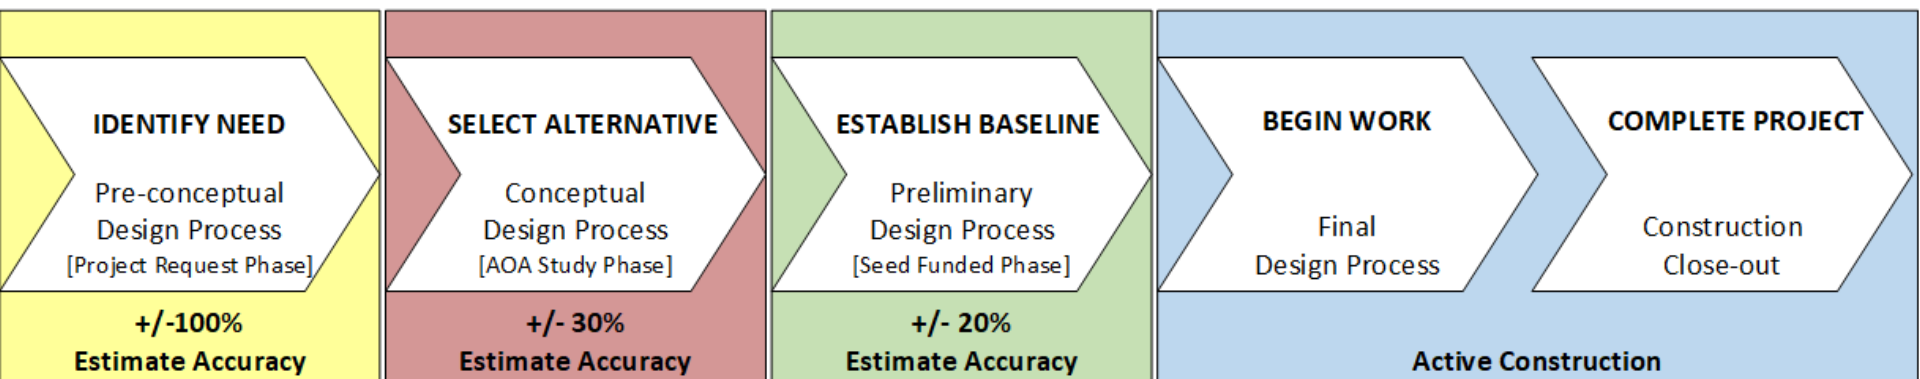 IDENTIFY NEED
Pre-conceptual
Design Process
[Project Request Phase]
+/-100%
Estimate Accuracy
SELECT ALTERNATIVE
Conceptual
Design Process
[AOA Study Phase]
+/- 30%
Estimate Accuracy
ESTABLISH BASELINE
Preliminary
Design Process
[Seed Funded Phase]
+/- 20%
Estimate Accuracy
BEGIN WORK
Final
Design Process
COMPLETE PROJECT
Construction
Close-out
Active Construction